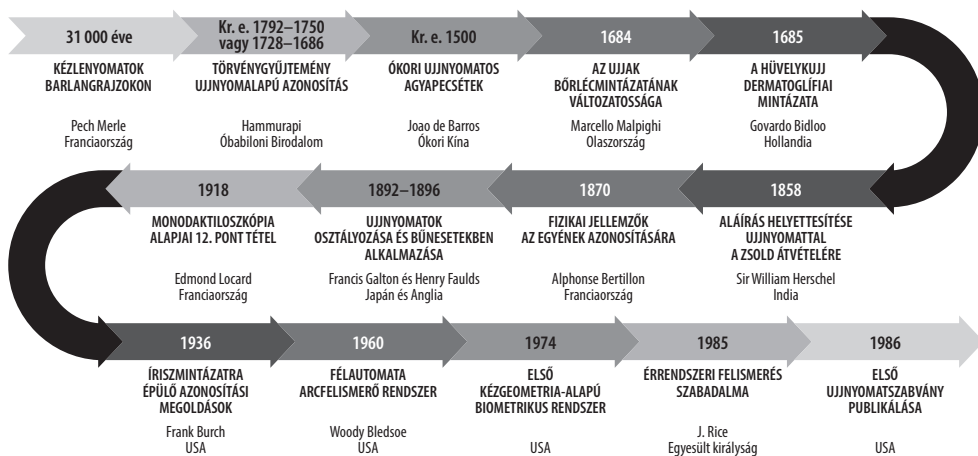 31 000 éve
KÉZLENYOMATOK
BARLANGRAJZOKON
Pech Merle
Franciaország
Kr. e. 1792–1750
vagy 1728–1686
TÖRVÉNYGYŰJTEMÉNY
UJJNYOMALAPÚ AZONOSÍTÁS
Hammurapi
Óbabiloni Birodalom
Kr. e. 1500
ÓKORI UJJNYOMATOS
AGYAPECSÉTEK
Joao de Barros
Ókori Kína
1684
AZ UJJAK
BŐRLÉCMINTÁZATÁNAK
VÁLTOZATOSSÁGA
Marcello Malpighi
Olaszország
1685
A HÜVELYKUJJ
DERMATOGLÍFIAI
MINTÁZATA
Govardo Bidloo
Hollandia
1858
ALÁÍRÁS HELYETTESÍTÉSE
UJJNYOMATTAL
A ZSOLD ÁTVÉTELÉRE
Sir William Herschel
India
1870
FIZIKAI JELLEMZŐK
AZ EGYÉNEK AZONOSÍTÁSÁRA
Alphonse Bertillon
Franciaország
1892–1896
UJJNYOMATOK
OSZTÁLYOZÁSA ÉS BŰNESETEKBEN
ALKALMAZÁSA
Francis Galton és Henry Faulds
Japán és Anglia
1918
MONODAKTILOSZKÓPIA
ALAPJAI 12. PONT TÉTEL
Edmond Locard
Franciaország
1936
ÍRISZMINTÁZATRA
ÉPÜLŐ AZONOSÍTÁSI
MEGOLDÁSOK
Frank Burch
USA
1960
FÉLAUTOMATA
ARCFELISMERŐ RENDSZER
Woody Bledsoe
USA
1974
ELSŐ
KÉZGEOMETRIA-ALAPÚ
BIOMETRIKUS RENDSZER
USA
1985
ÉRRENDSZERI FELISMERÉS
SZABADALMA
J. Rice
Egyesült királyság
1986
ELSŐ
UJJNYOMATSZABVÁNY
PUBLIKÁLÁSA
USA